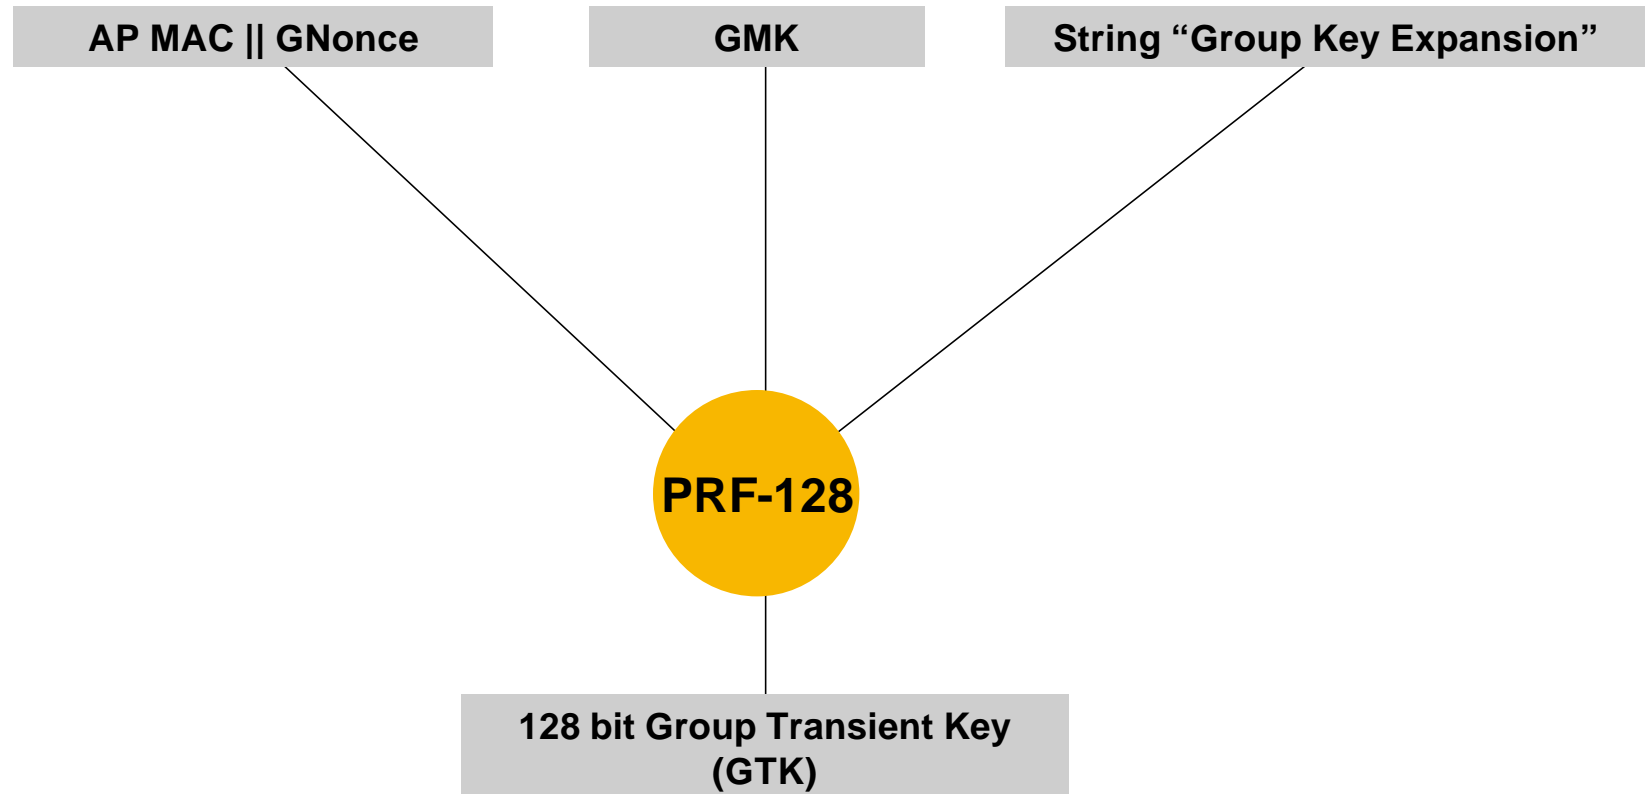 AP MAC || GNonce
GMK
String “Group Key Expansion”
PRF-128
128 bit Group Transient Key
(GTK)